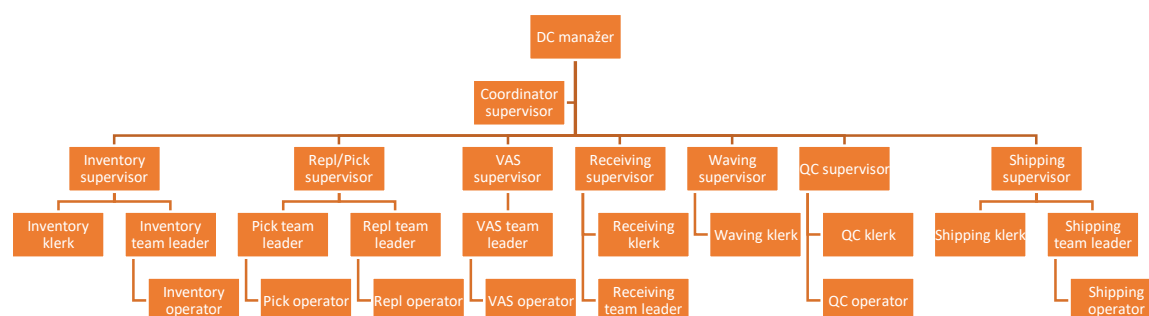 DC manažer
Coordinator
supervisor
Inventory
supervisor
Repl/Pick
supervisor
VAS
supervisor
Receiving
supervisor
Waving
supervisor
QC supervisor
Shipping
supervisor
Inventory
klerk
Inventory
team leader
Pick team
leader
Repl team
leader
VAS team
leader
Receiving
klerk
Waving klerk
QC klerk
Shipping klerk
Shipping
team leader
Inventory
operator
Pick operator
Repl operator
VAS operator
Receiving
team leader
QC operator
Shipping
operator